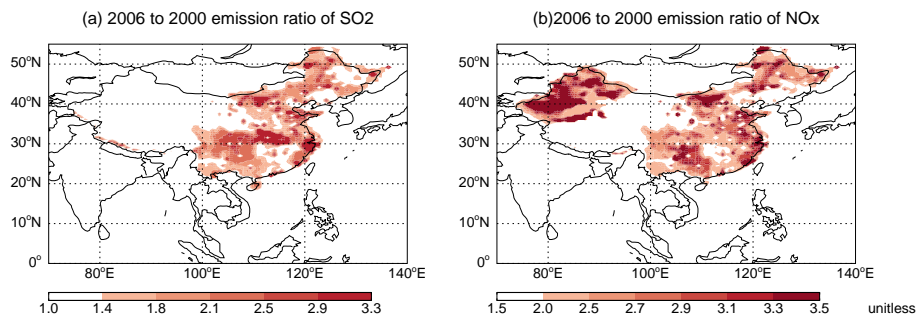 (a) 2006 to 2000 emission ratio of SO2
(b)2006 to 2000 emission ratio of NOx
50°N
40°N
30°N
20°N
10°N
0°
80°E
100°E
120°E
140°E
50°N
40°N
30°N
20°N
10°N
0°
80°E
100°E
120°E
140°E
1.0 1.4 1.8 2.1 2.5 2.9 3.3
1.5 2.0 2.5 2.7 2.9 3.1 3.3 3.5 unitless